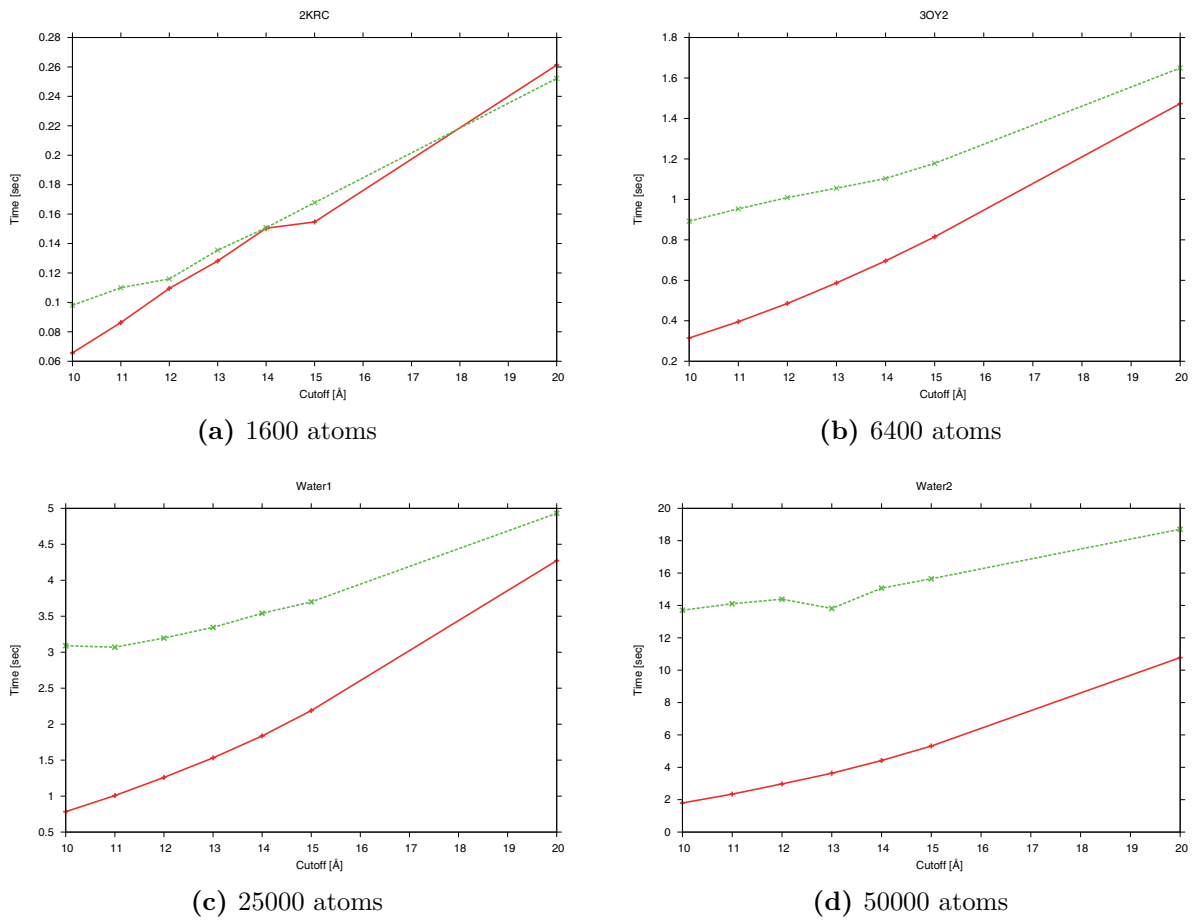 2KRC
0.28
0.26
0.24
0.22
0.2
0.18
0.16
0.14
0.12
0.1
0.08
0.06
Time [sec]
10 11 12 13 14 15 16 17 18 19 20
Cutoff [Å]
(a) 1600 atoms
3OY2
1.8
1.6
1.4
1.2
1
0.8
0.6
0.4
0.2
Time [sec]
10 11 12 13 14 15 16 17 18 19 20
Cutoff [Å]
(b) 6400 atoms
Water1
5
4.5
4
3.5
3
2.5
2
1.5
1
0.5
Time [sec]
10 11 12 13 14 15 16 17 18 19 20
Cutoff [Å]
(c) 25000 atoms
Water2
20
18
16
14
12
10
8
6
4
2
0
Time [sec]
10 11 12 13 14 15 16 17 18 19 20
Cutoff [Å]
(d) 50000 atoms